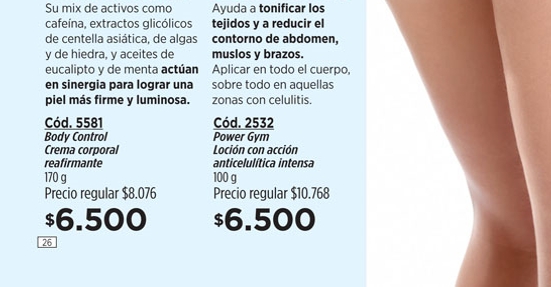 Su mix de activos como
cafeína, extractos glicólicos
de centella asiática, de algas
y de hiedra, y aceites de
eucalipto y de menta actúan
en sinergia para lograr una
piel más firme y luminosa.
Cód. 5581
Body Control
Crema corporal
reafirmante
170 g
Precio regular $8.076
$6.500
26
Ayuda a tonificar los
tejidos y a reducir el
contorno de abdomen,
muslos y brazos.
Aplicar en todo el cuerpo,
sobre todo en aquellas
zonas con celulitis.
Cód. 2532
Power Gym
Loción con acción
anticelulítica intensa
100 g
Precio regular $10.768
$6.500